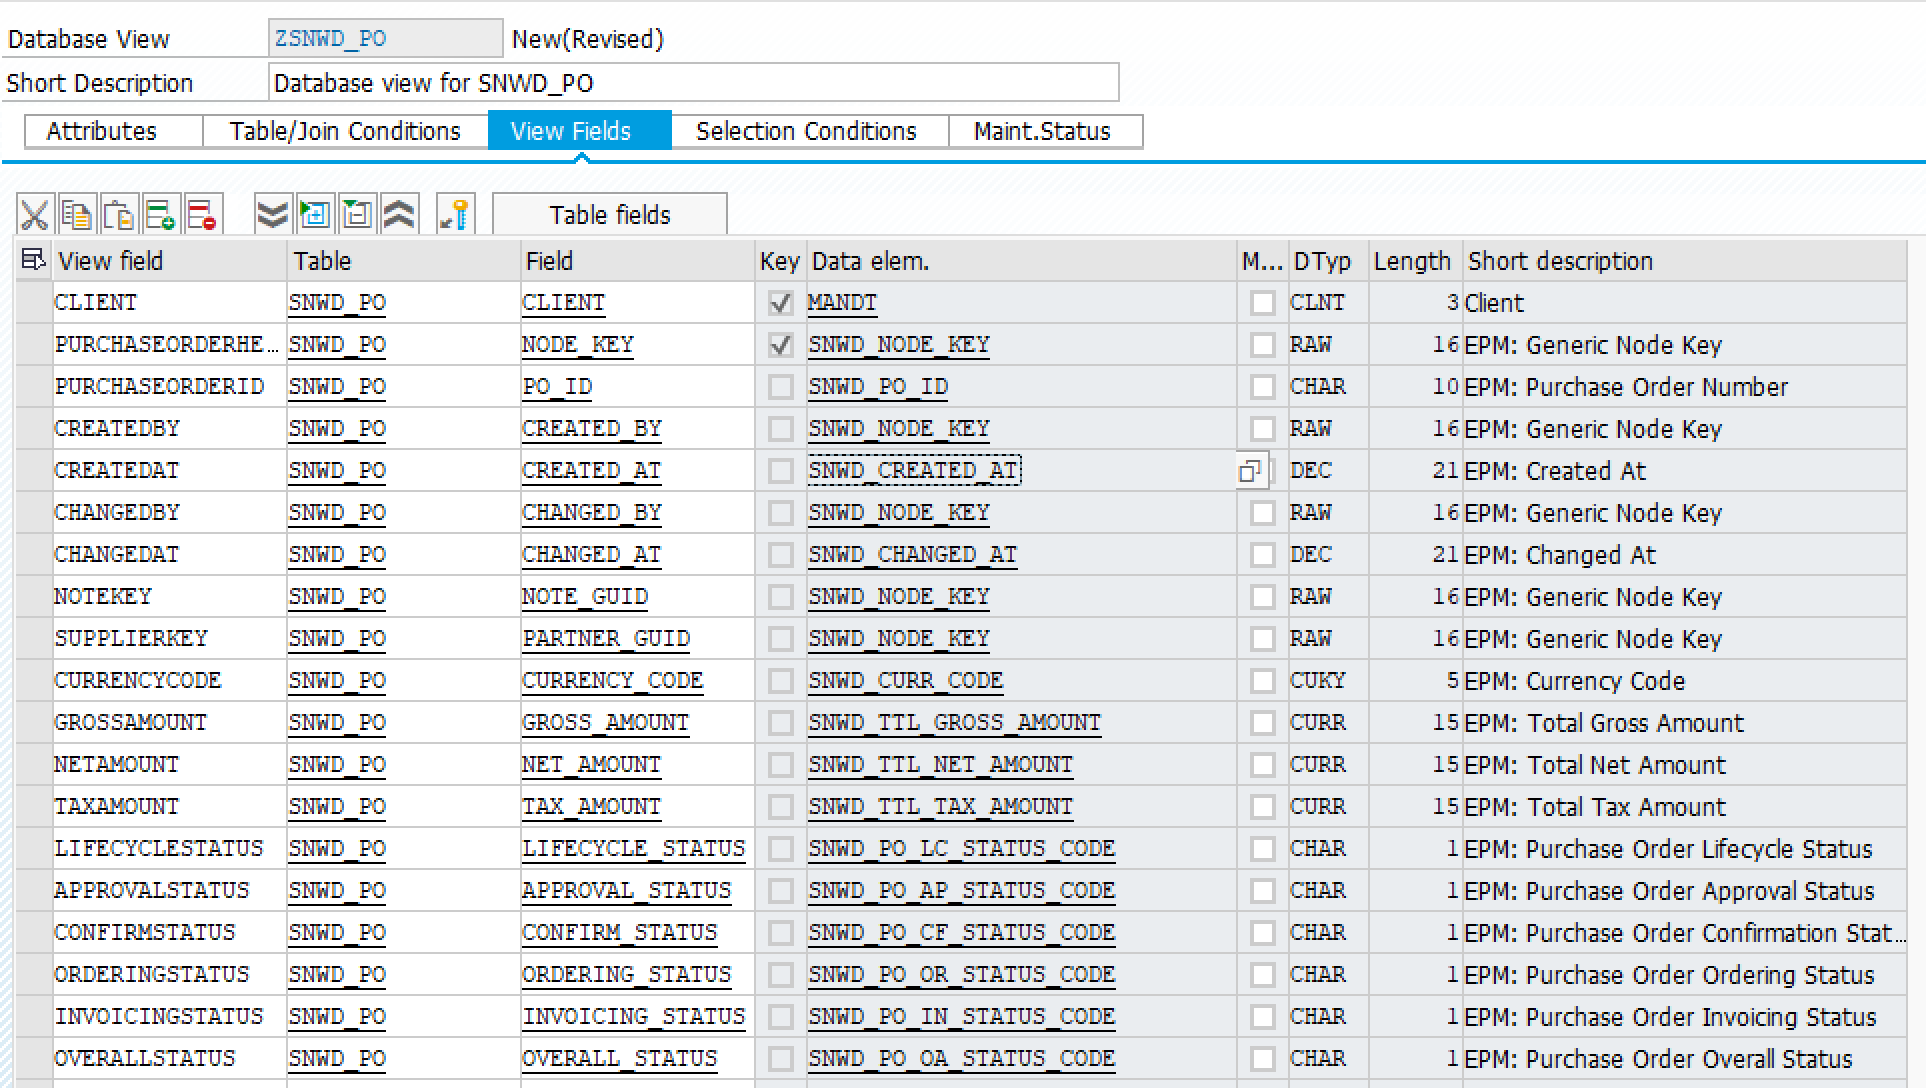 Database View ZSNWD_PO New(Revised)
Short Description Database view for SNWD_PO
Attributes Table/Join Conditions View Fields Selection Conditions Maint.Status
Table fields
View field Table Field Key Data elem. M... DTyp Length Short description
CLIENT SNWD_PO CLIENT MANDT CLNT 3 Client
PURCHASEORDERHE... SNWD_PO NODE_KEY SNWD_NODE_KEY RAW 16 EPM: Generic Node Key
PURCHASEORDERID SNWD_PO PO_ID SNWD_PO_ID CHAR 10 EPM: Purchase Order Number
CREATEDBY SNWD_PO CREATED_BY SNWD_NODE_KEY RAW 16 EPM: Generic Node Key
CREATEDAT SNWD_PO CREATED_AT SNWD_CREATED_AT DEC 21 EPM: Created At
CHANGEDBY SNWD_PO CHANGED_BY SNWD_NODE_KEY RAW 16 EPM: Generic Node Key
CHANGEDAT SNWD_PO CHANGED_AT SNWD_CHANGED_AT DEC 21 EPM: Changed At
NOTEKEY SNWD_PO NOTE_GUID SNWD_NODE_KEY RAW 16 EPM: Generic Node Key
SUPPLIERKEY SNWD_PO PARTNER_GUID SNWD_NODE_KEY RAW 16 EPM: Generic Node Key
CURRENCYCODE SNWD_PO CURRENCY_CODE SNWD_CURR_CODE CUKY 5 EPM: Currency Code
GROSSAMOUNT SNWD_PO GROSS_AMOUNT SNWD_TTL_GROSS_AMOUNT CURR 15 EPM: Total Gross Amount
NETAMOUNT SNWD_PO NET_AMOUNT SNWD_TTL_NET_AMOUNT CURR 15 EPM: Total Net Amount
TAXAMOUNT SNWD_PO TAX_AMOUNT SNWD_TTL_TAX_AMOUNT CURR 15 EPM: Total Tax Amount
LIFECYCLESTATUS SNWD_PO LIFECYCLE_STATUS SNWD_PO_LC_STATUS_CODE CHAR 1 EPM: Purchase Order Lifecycle Status
APPROVALSTATUS SNWD_PO APPROVAL_STATUS SNWD_PO_AP_STATUS_CODE CHAR 1 EPM: Purchase Order Approval Status
CONFIRMSTATUS SNWD_PO CONFIRM_STATUS SNWD_PO_CF_STATUS_CODE CHAR 1 EPM: Purchase Order Confirmation Stat...
ORDERINGSTATUS SNWD_PO ORDERING_STATUS SNWD_PO_OR_STATUS_CODE CHAR 1 EPM: Purchase Order Ordering Status
INVOICINGSTATUS SNWD_PO INVOICING_STATUS SNWD_PO_IN_STATUS_CODE CHAR 1 EPM: Purchase Order Invoicing Status
OVERALLSTATUS SNWD_PO OVERALL_STATUS SNWD_PO_OA_STATUS_CODE CHAR 1 EPM: Purchase Order Overall Status